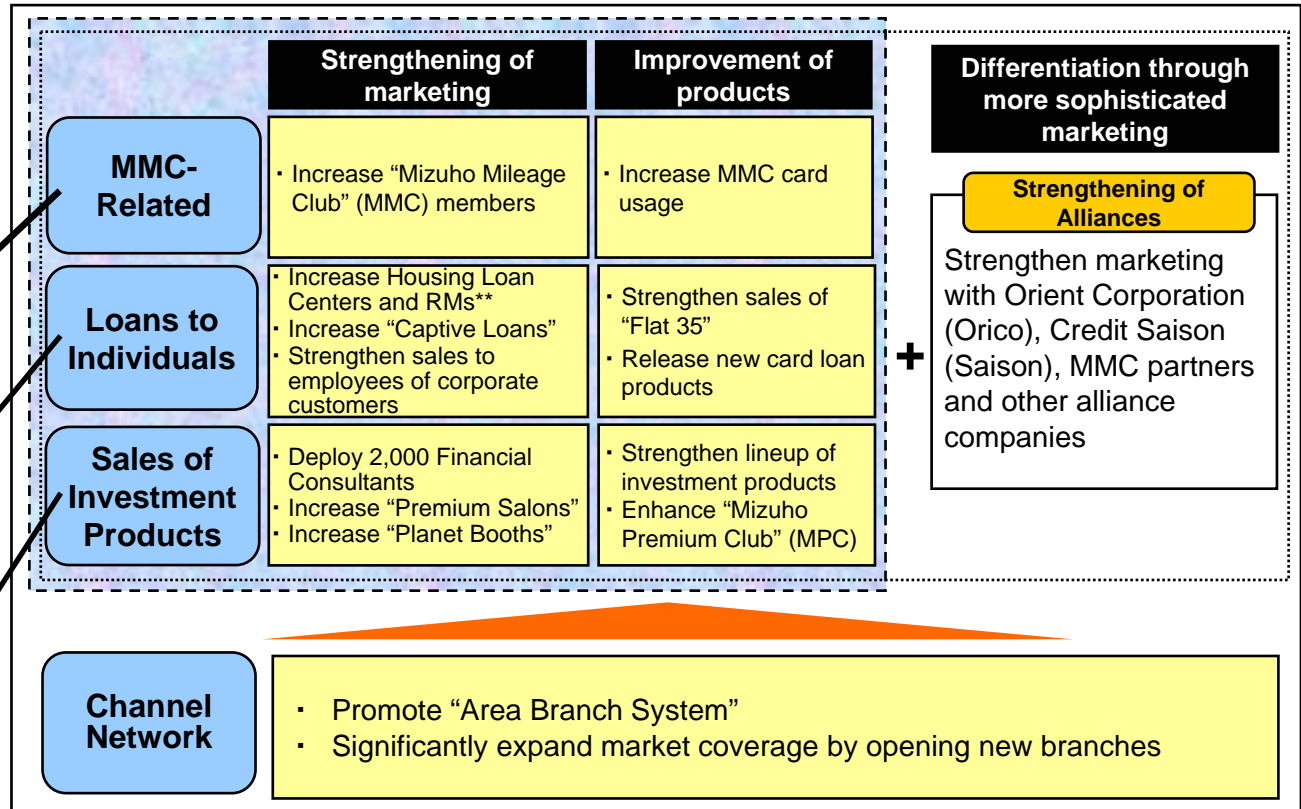 Strengthening of
marketing
Improvement of
products
Differentiation through
more sophisticated
marketing
MMC-
Related
・Increase “Mizuho Mileage
Club” (MMC) members
・Increase MMC card
usage
Strengthening of
Alliances
Strengthen marketing
with Orient Corporation
(Orico), Credit Saison
(Saison), MMC partners
and other alliance
companies
Loans to
Individuals
・Increase Housing Loan
Centers and RMs**
・Increase “Captive Loans”
・Strengthen sales to
employees of corporate
customers
・Strengthen sales of
“Flat 35”
・Release new card loan
products
+
Sales of
Investment
Products
・Deploy 2,000 Financial
Consultants
・Increase “Premium Salons”
・Increase “Planet Booths”
・Strengthen lineup of
investment products
・Enhance “Mizuho
Premium Club” (MPC)
Channel
Network
・Promote “Area Branch System”
・Significantly expand market coverage by opening new branches